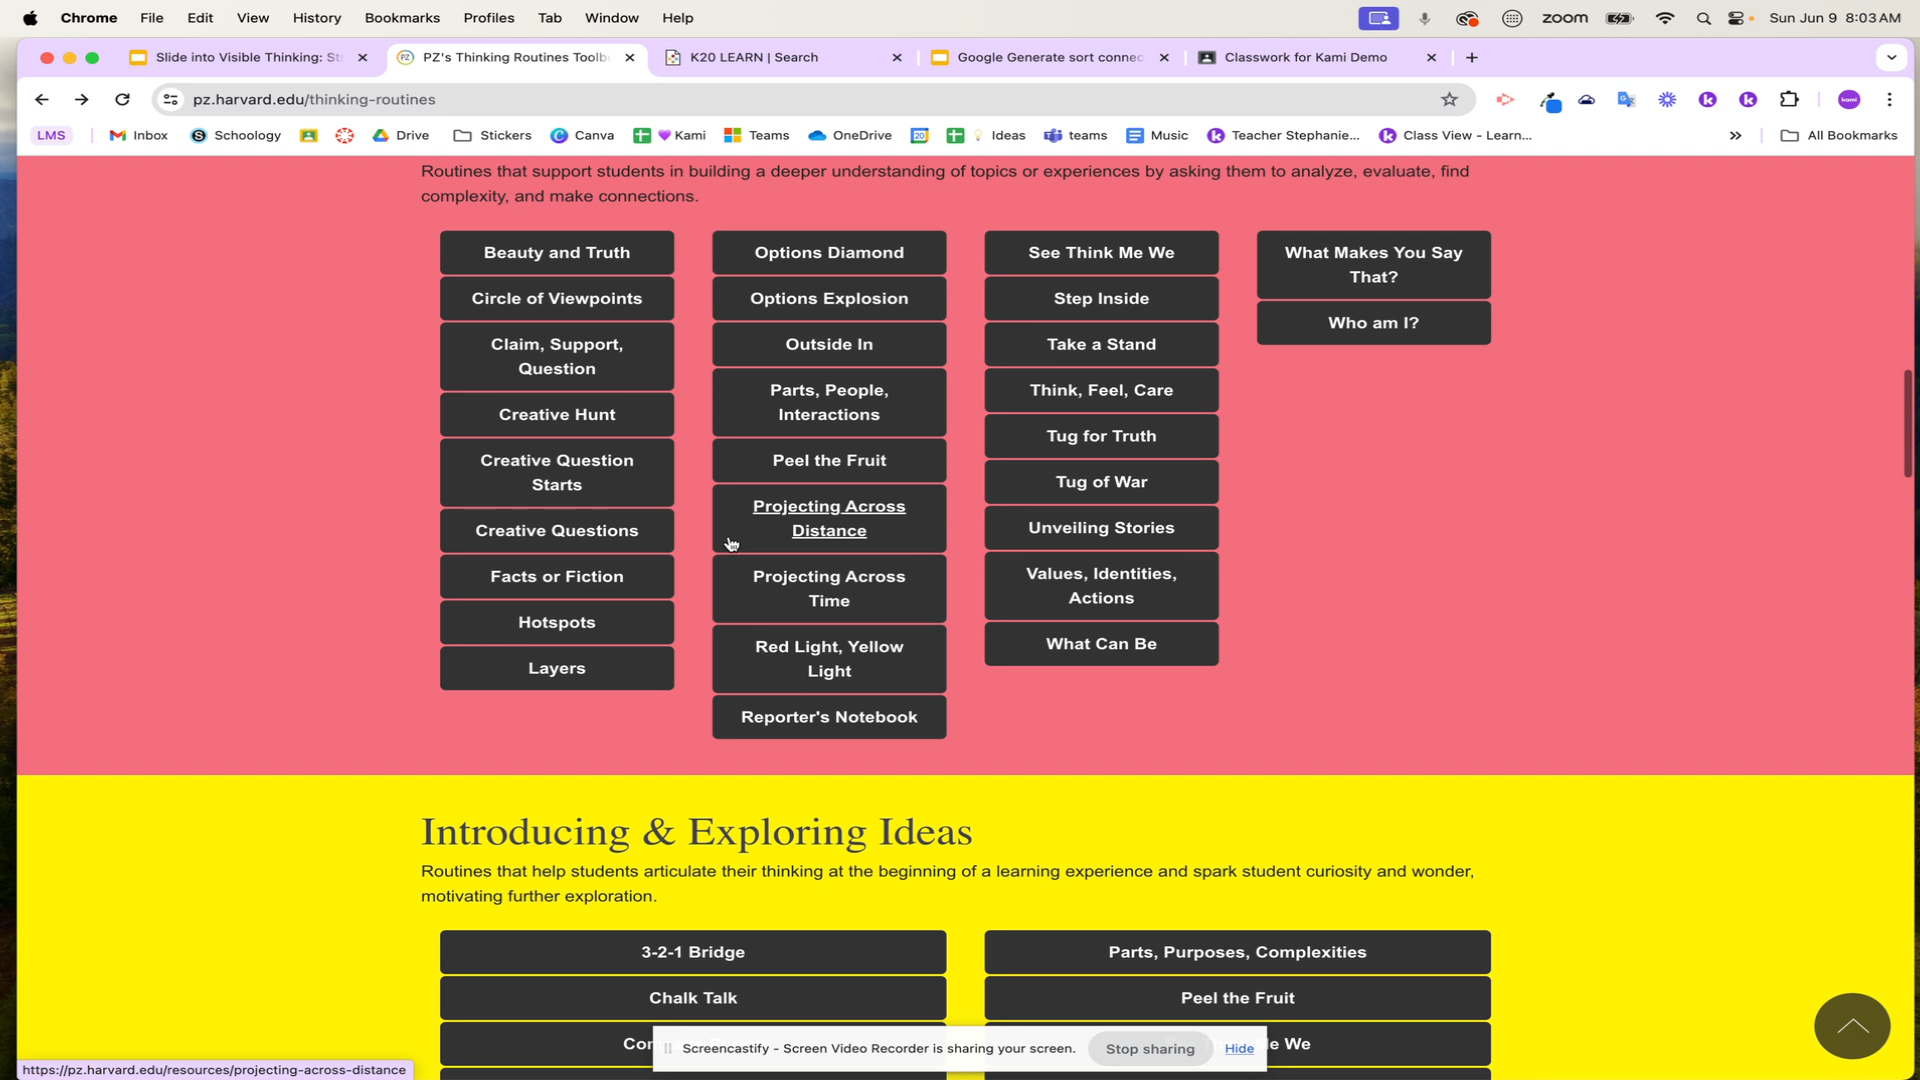 Chrome File Edit View History Bookmarks Profiles Tab Window Help zoom Sun Jun 9 8:03 AM
Slide into Visible Thinking: St PZ's Thinking Routines Toolb K20 LEARN | Search Google Generate sort connec Classwork for Kami Demo
pz.harvard.edu/thinking-routines kami
LMS Inbox Schoology Drive Stickers Canva Kami Teams OneDrive 20 Ideas teams Music Teacher Stephanie... Class View - Learn... All Bookmarks
Routines that support students in building a deeper understanding of topics or experiences by asking them to analyze, evaluate, find
complexity, and make connections.
Beauty and Truth
Circle of Viewpoints
Claim, Support,
Question
Creative Hunt
Creative Question
Starts
Creative Questions
Facts or Fiction
Hotspots
Layers
Options Diamond
Options Explosion
Outside In
Parts, People,
Interactions
Peel the Fruit
Projecting Across
Distance
Projecting Across
Time
Red Light, Yellow
Light
Reporter's Notebook
See Think Me We
Step Inside
Take a Stand
Think, Feel, Care
Tug for Truth
Tug of War
Unveiling Stories
Values, Identities,
Actions
What Can Be
What Makes You Say
That?
Who am I?
Introducing & Exploring Ideas
Routines that help students articulate their thinking at the beginning of a learning experience and spark student curiosity and wonder,
motivating further exploration.
3-2-1 Bridge
Chalk Talk
Parts, Purposes, Complexities
Peel the Fruit
We
Screencastify - Screen Video Recorder is sharing your screen. Stop sharing Hide
https://pz.harvard.edu/resources/projecting-across-distance